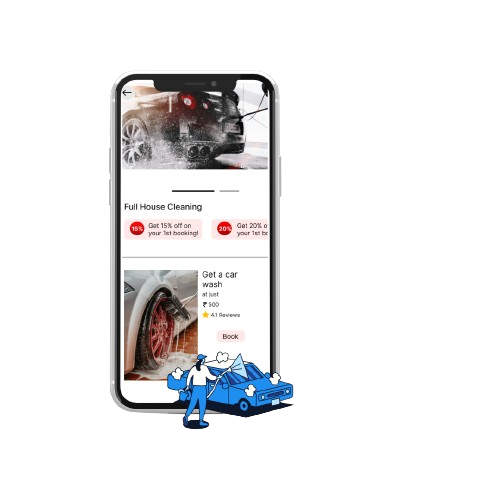 Full House Cleaning
15%
Get 15% off on
your 1st booking!
20%
Get 20% o
your 1st bo
Get a car
wash
at just
₹ 500
4.1 Reviews
Book